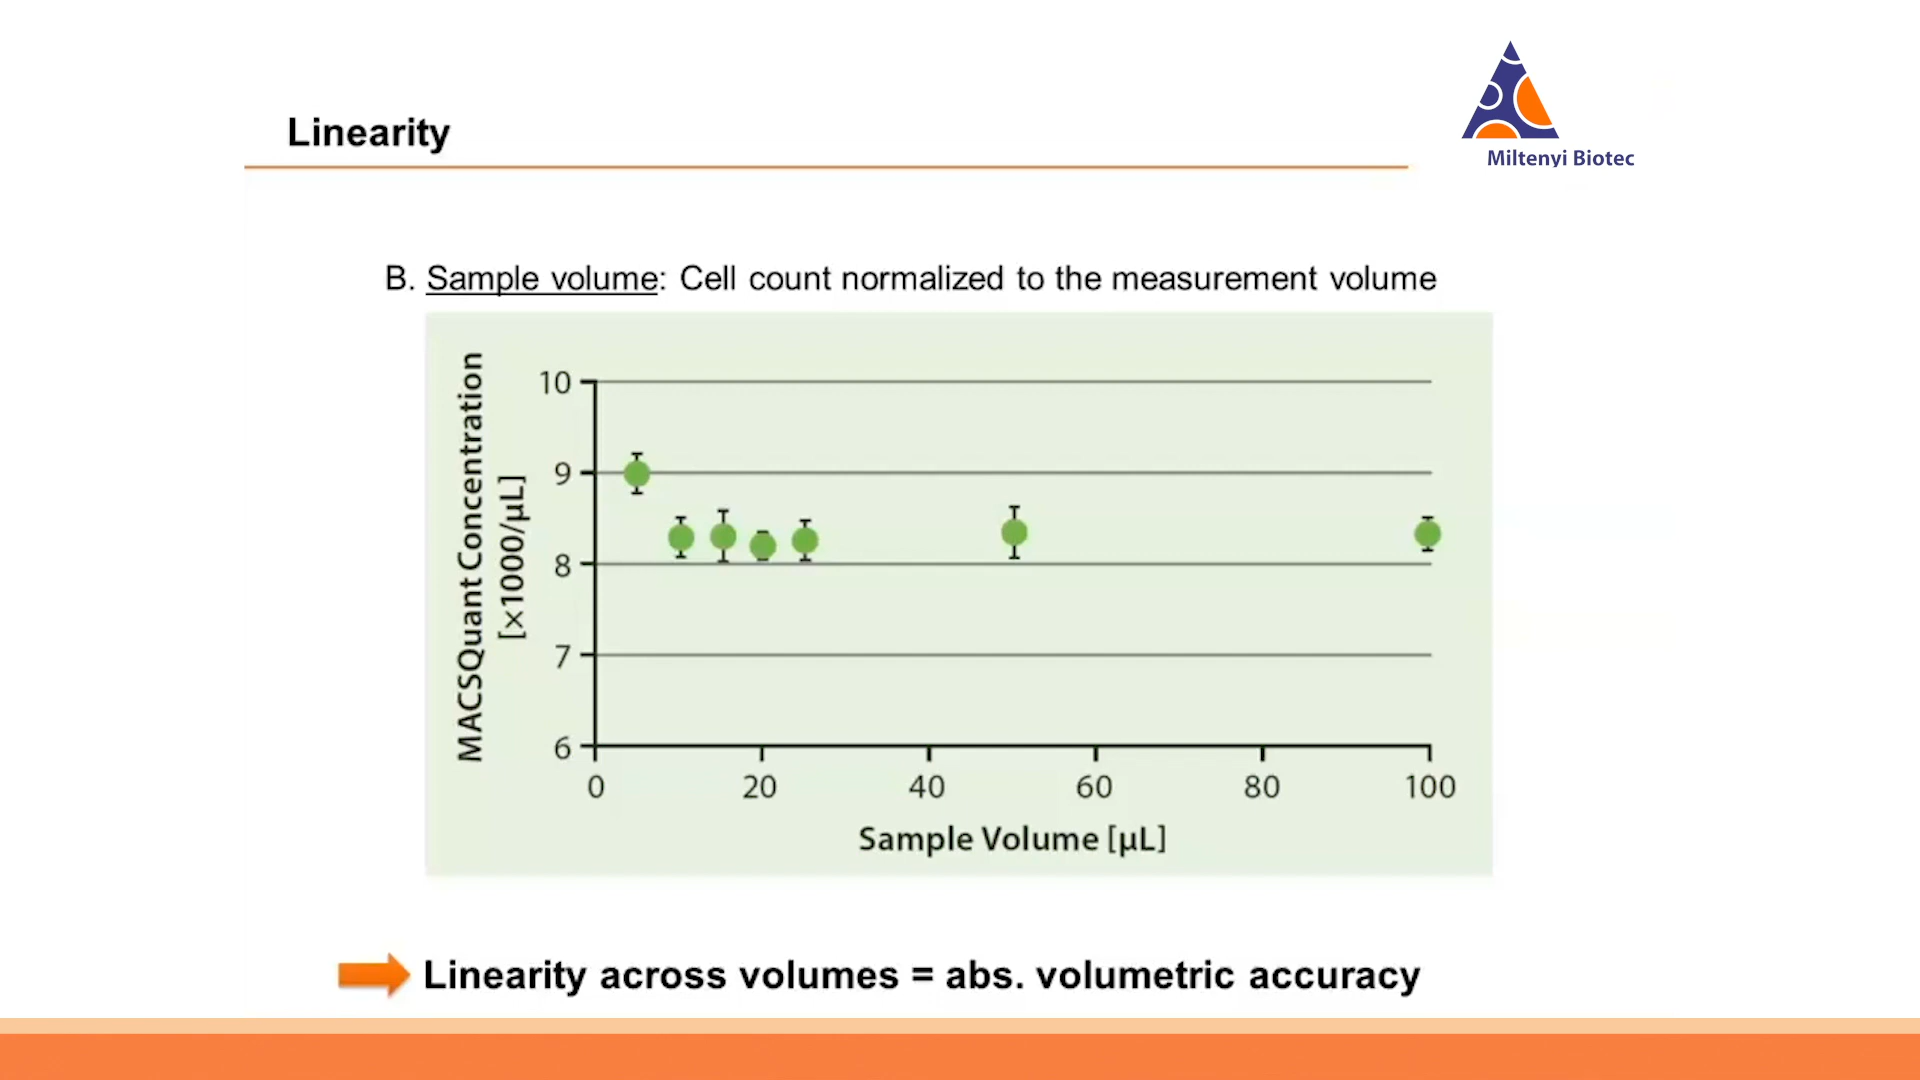 Linearity
Miltenyi Biotec
B. Sample volume: Cell count normalized to the measurement volume
MACSQuant Concentration
[×1000/µL]
10
9
8
7
6
0 20 40 60 80 100
Sample Volume [µL]
Linearity across volumes = abs. volumetric accuracy